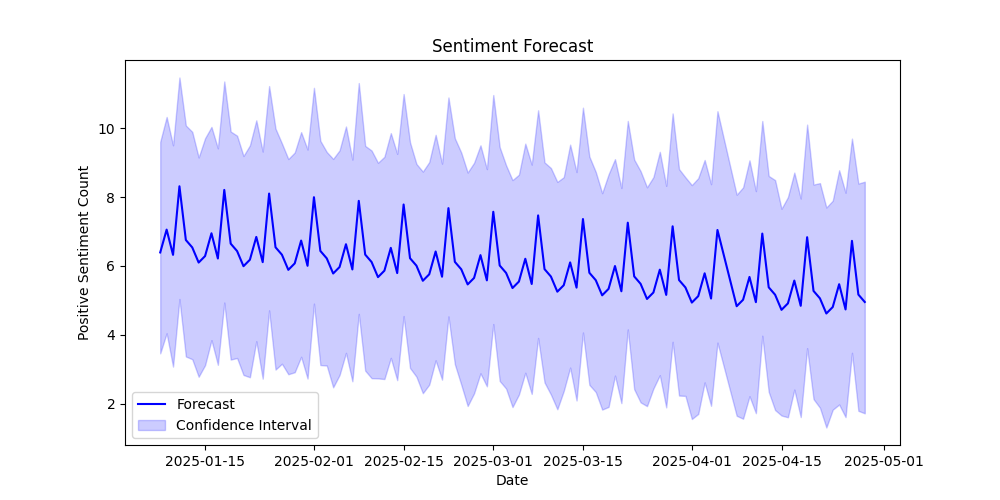 Sentiment Forecast
Positive Sentiment Count
10
8
6
4
2
Forecast
Confidence Interval
2025-01-15 2025-02-01 2025-02-15 2025-03-01 2025-03-15 2025-04-01 2025-04-15 2025-05-01
Date